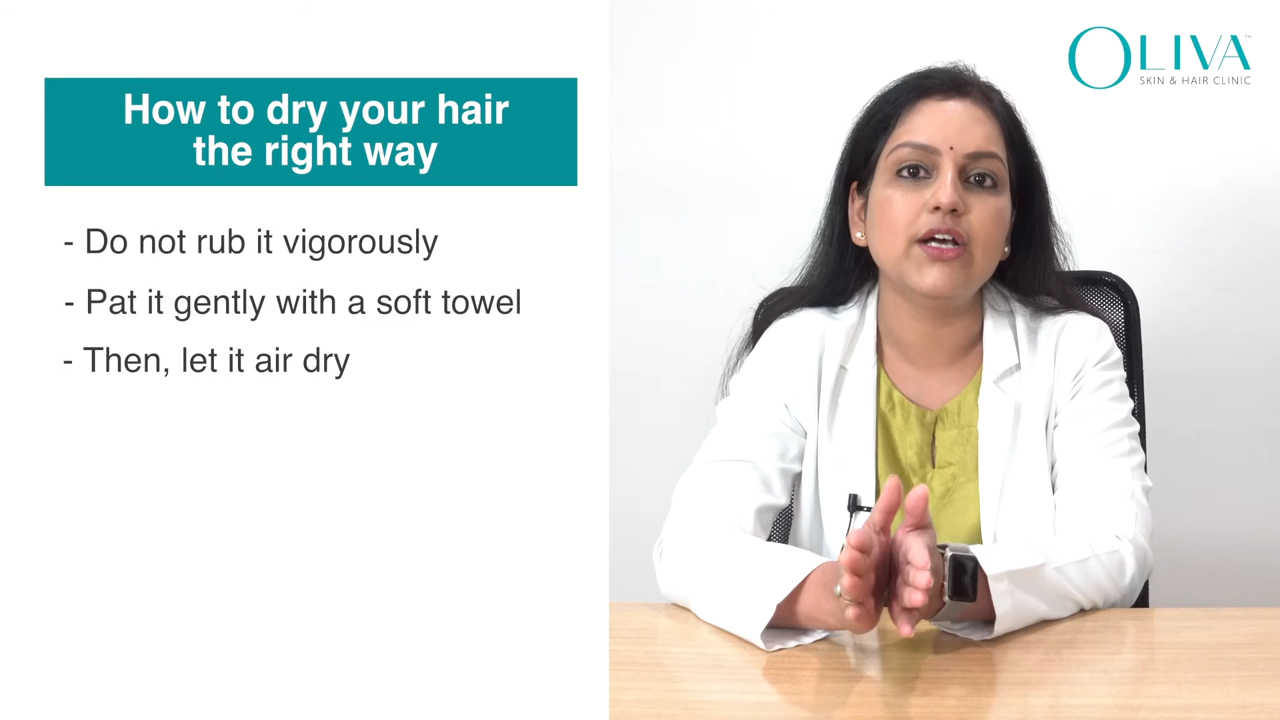 How to dry your hair
the right way
- Do not rub it vigorously
- Pat it gently with a soft towel
- Then, let it air dry
OLIVA™
SKIN & HAIR CLINIC